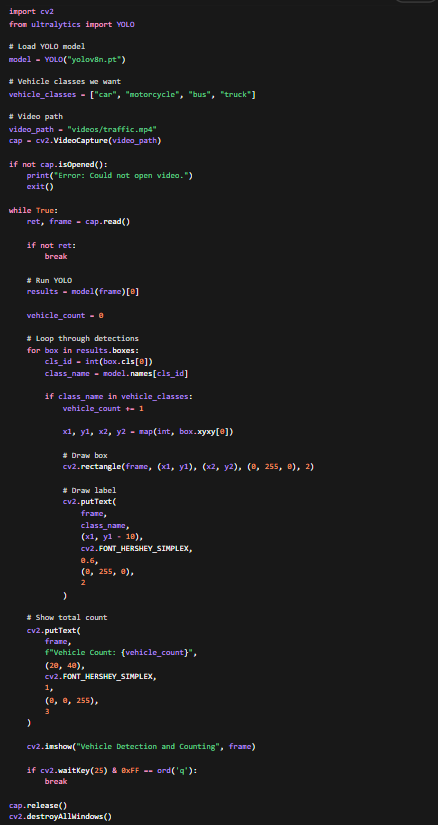 import cv2
from ultralytics import YOLO
# Load YOLO model
model = YOLO("yolov8n.pt")
# Vehicle classes we want
vehicle_classes = ["car", "motorcycle", "bus", "truck"]
# Video path
video_path = "videos/traffic.mp4"
cap = cv2.VideoCapture(video_path)
if not cap.isOpened():
    print("Error: Could not open video.")
    exit()
while True:
    ret, frame = cap.read()
    if not ret:
        break
    # Run YOLO
    results = model(frame)[0]
    vehicle_count = 0
    # Loop through detections
    for box in results.boxes:
        cls_id = int(box.cls[0])
        class_name = model.names[cls_id]
        if class_name in vehicle_classes:
            vehicle_count += 1
            x1, y1, x2, y2 = map(int, box.xyxy[0])
            # Draw box
            cv2.rectangle(frame, (x1, y1), (x2, y2), (0, 255, 0), 2)
            # Draw label
            cv2.putText(
                frame,
                class_name,
                (x1, y1 - 10),
                cv2.FONT_HERSHEY_SIMPLEX,
                0.6,
                (0, 255, 0),
                2
            )
    # Show total count
    cv2.putText(
        frame,
        f"Vehicle Count: {vehicle_count}",
        (20, 40),
        cv2.FONT_HERSHEY_SIMPLEX,
        1,
        (0, 0, 255),
        3
    )
    cv2.imshow("Vehicle Detection and Counting", frame)
    if cv2.waitKey(25) & 0xFF == ord('q'):
        break
cap.release()
cv2.destroyAllWindows()